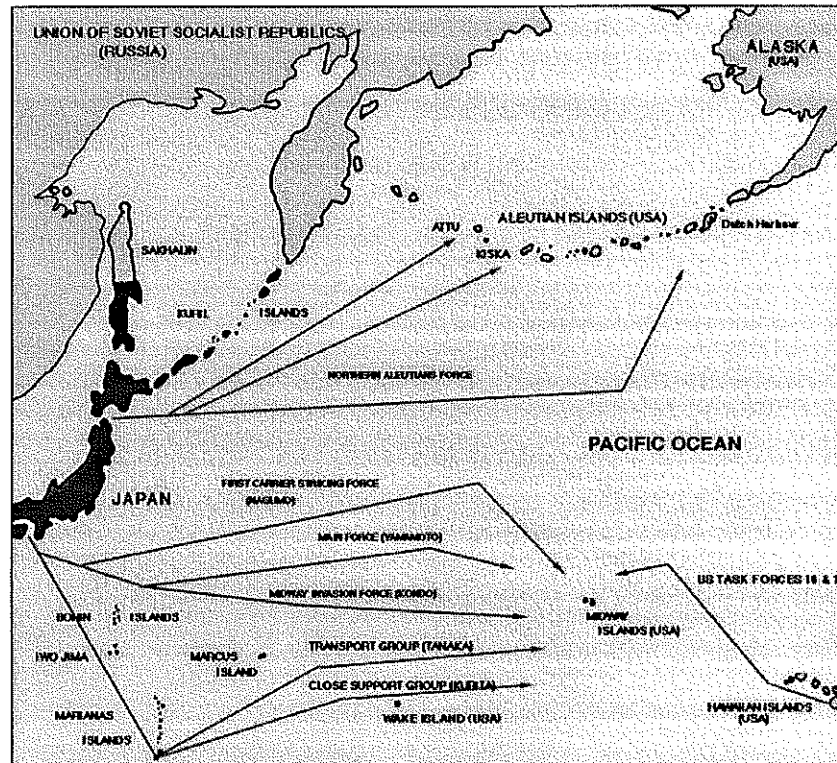 UNION OF SOVIET SOCIALIST REPUBLICS
(RUSSIA)
ALASKA
(USA)
ATTU
ALEUTIAN ISLANDS (USA)
Dutch Harbour
KISKA
SAKHALIN
KURIL ISLANDS
NORTHERN ALEUTIANS FORCE
PACIFIC OCEAN
JAPAN
FIRST CARRIER STRIKING FORCE
(NAGUMO)
MAIN FORCE (YAMAMOTO)
US TASK FORCES 16 &
MIDWAY INVASION FORCE (KONDO)
BONIN ISLANDS
MIDWAY
ISLANDS (USA)
IWO JIMA
MARCUS
ISLAND
TRANSPORT GROUP (TANAKA)
CLOSE SUPPORT GROUP (KURITA)
MARIANAS
ISLANDS
WAKE ISLAND (USA)
HAWAIIAN ISLANDS
(USA)